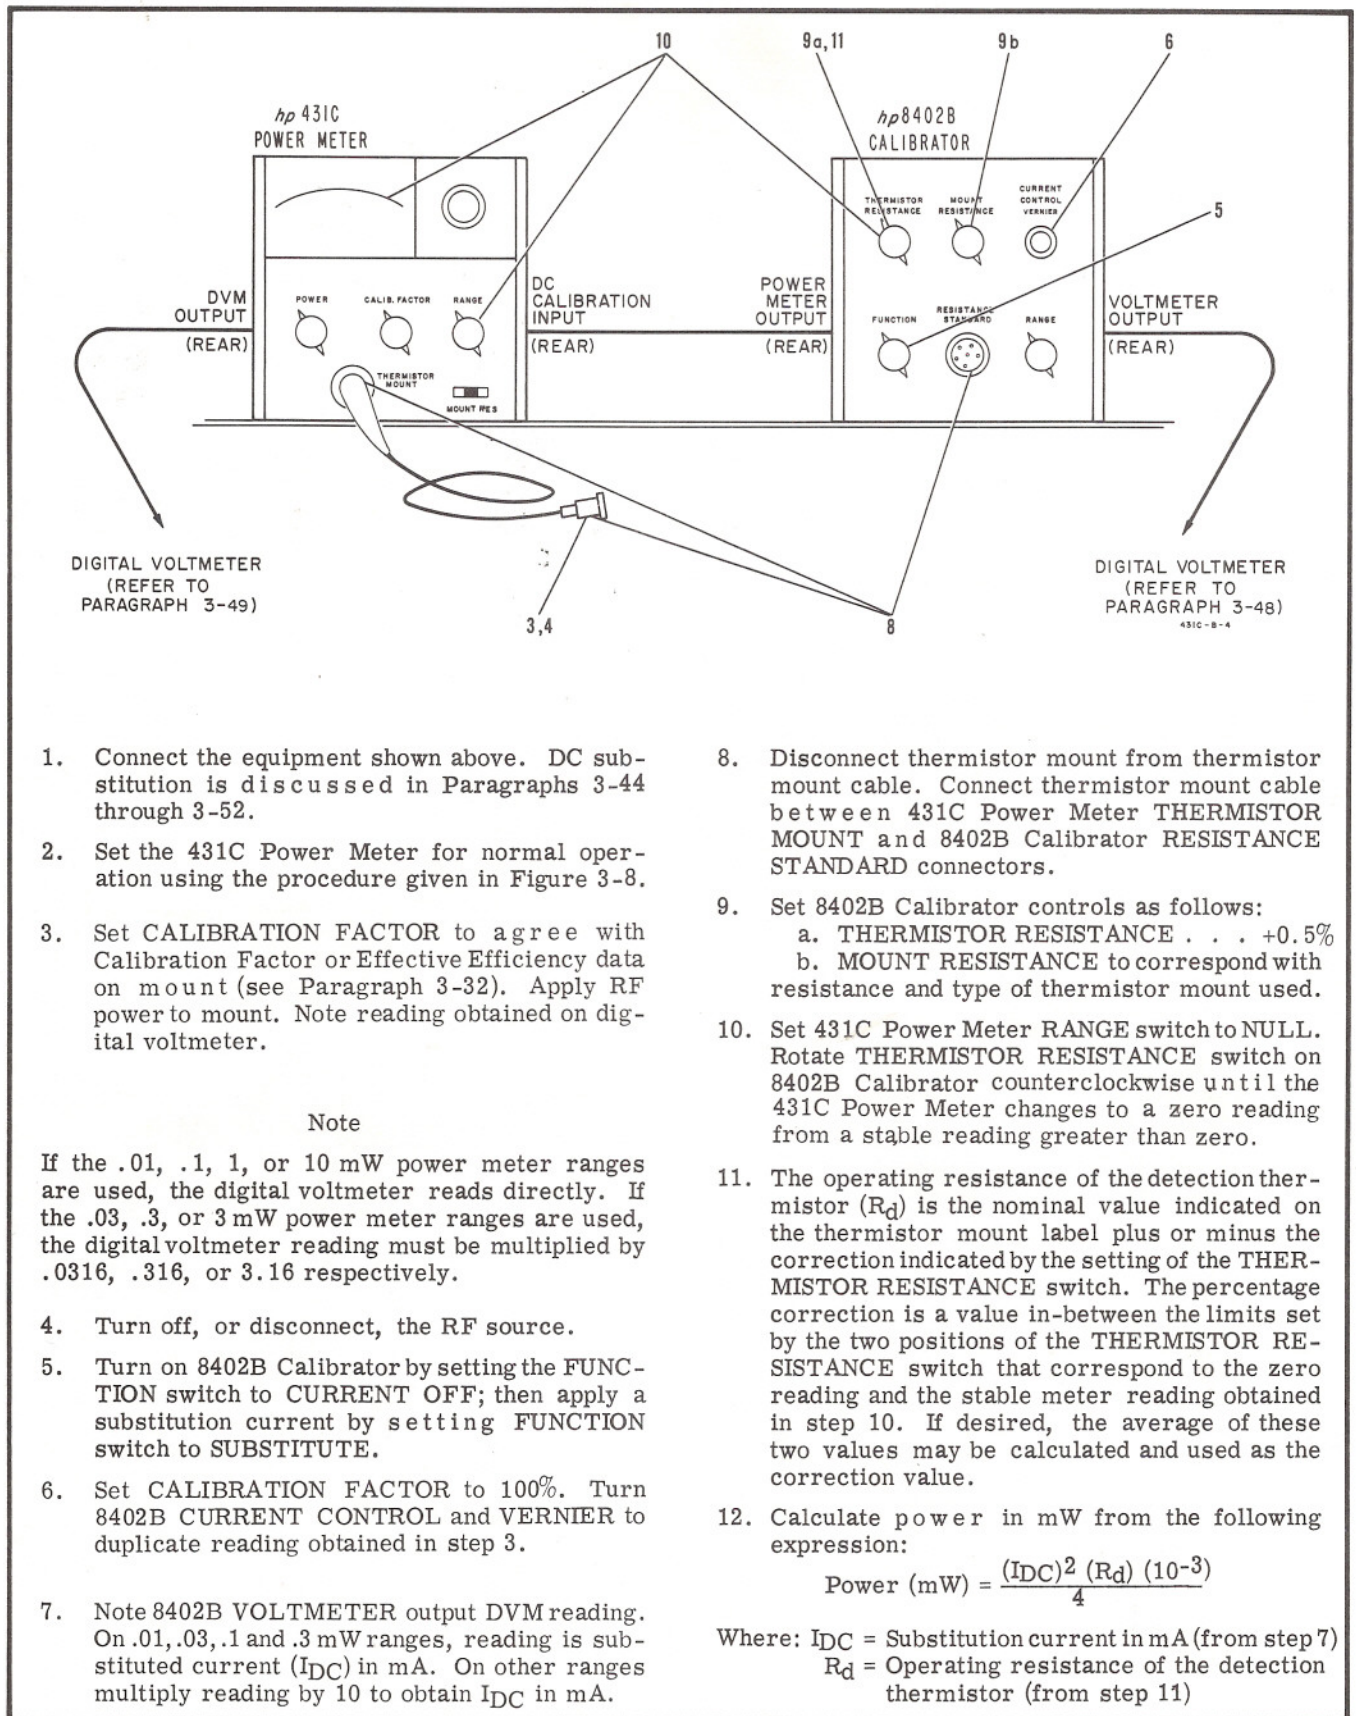 10
9a,11
9b
6
hp 431C
POWER METER
hp 8402B
CALIBRATOR
THERMISTOR
RESISTANCE
MOUNT
RESISTANCE
CURRENT
CONTROL
VERNIER
5
DVM
OUTPUT
(REAR)
POWER
CALIB. FACTOR
RANGE
DC
CALIBRATION
INPUT
(REAR)
POWER
METER
OUTPUT
(REAR)
FUNCTION
RESISTANCE
STANDARD
RANGE
VOLTMETER
OUTPUT
(REAR)
THERMISTOR
MOUNT
MOUNT RES
DIGITAL VOLTMETER
(REFER TO
PARAGRAPH 3-49)
3,4
8
DIGITAL VOLTMETER
(REFER TO
PARAGRAPH 3-48)
431C-B-4
1. Connect the equipment shown above. DC sub-
stitution is discussed in Paragraphs 3-44
through 3-52.
2. Set the 431C Power Meter for normal oper-
ation using the procedure given in Figure 3-8.
3. Set CALIBRATION FACTOR to agree with
Calibration Factor or Effective Efficiency data
on mount (see Paragraph 3-32). Apply RF
power to mount. Note reading obtained on dig-
ital voltmeter.
Note
If the .01, .1, 1, or 10 mW power meter ranges
are used, the digital voltmeter reads directly. If
the .03, .3, or 3 mW power meter ranges are used,
the digital voltmeter reading must be multiplied by
.0316, .316, or 3.16 respectively.
4. Turn off, or disconnect, the RF source.
5. Turn on 8402B Calibrator by setting the FUNC-
TION switch to CURRENT OFF; then apply a
substitution current by setting FUNCTION
switch to SUBSTITUTE.
6. Set CALIBRATION FACTOR to 100%. Turn
8402B CURRENT CONTROL and VERNIER to
duplicate reading obtained in step 3.
7. Note 8402B VOLTMETER output DVM reading.
On .01, .03, .1 and .3 mW ranges, reading is sub-
stituted current (IDC) in mA. On other ranges
multiply reading by 10 to obtain IDC in mA.
8. Disconnect thermistor mount from thermistor
mount cable. Connect thermistor mount cable
between 431C Power Meter THERMISTOR
MOUNT and 8402B Calibrator RESISTANCE
STANDARD connectors.
9. Set 8402B Calibrator controls as follows:
a. THERMISTOR RESISTANCE . . . +0.5%
b. MOUNT RESISTANCE to correspond with
resistance and type of thermistor mount used.
10. Set 431C Power Meter RANGE switch to NULL.
Rotate THERMISTOR RESISTANCE switch on
8402B Calibrator counterclockwise until the
431C Power Meter changes to a zero reading
from a stable reading greater than zero.
11. The operating resistance of the detection ther-
mistor (Rd) is the nominal value indicated on
the thermistor mount label plus or minus the
correction indicated by the setting of the THER-
MISTOR RESISTANCE switch. The percentage
correction is a value in-between the limits set
by the two positions of the THERMISTOR RE-
SISTANCE switch that correspond to the zero
reading and the stable meter reading obtained
in step 10. If desired, the average of these
two values may be calculated and used as the
correction value.
12. Calculate power in mW from the following
expression:
Power (mW) = (IDC)² (Rd) (10⁻³) / 4
Where: IDC = Substitution current in mA (from step 7)
Rd = Operating resistance of the detection
thermistor (from step 11)